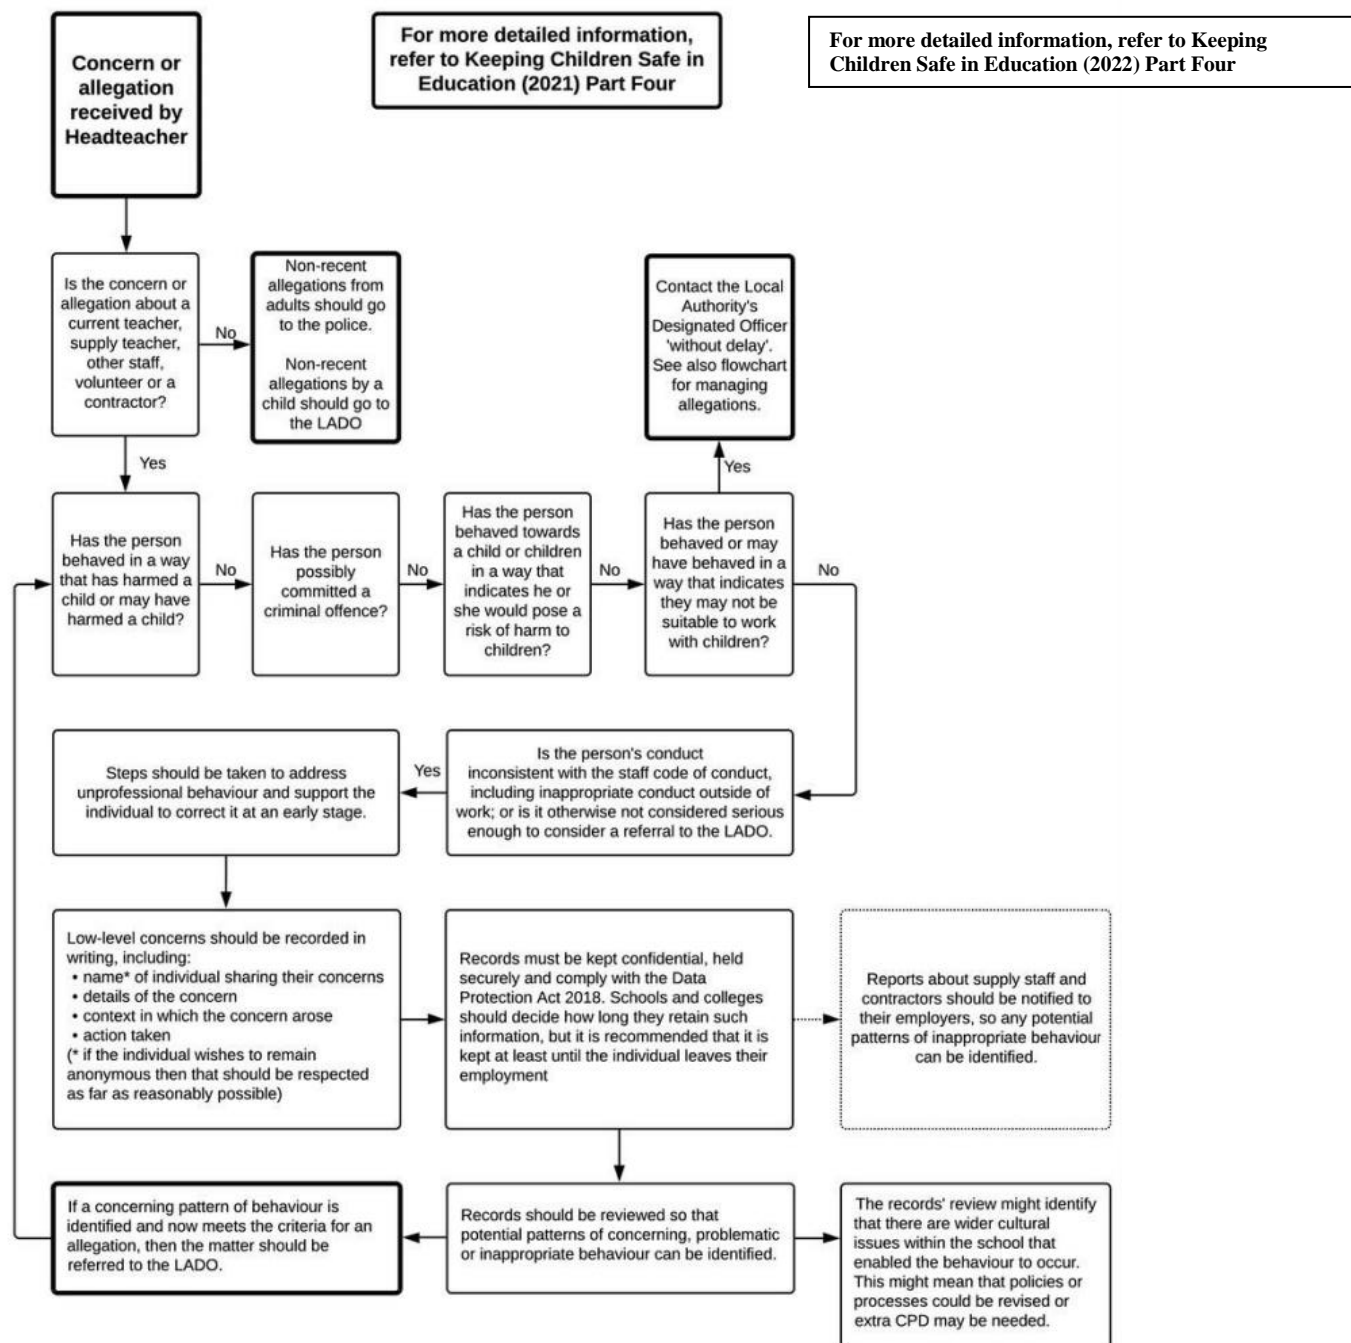 Concern or
allegation
received by
Headteacher
For more detailed information,
refer to Keeping Children Safe in
Education (2021) Part Four
For more detailed information, refer to Keeping
Children Safe in Education (2022) Part Four
Is the concern or
allegation about a
current teacher,
supply teacher,
other staff,
volunteer or a
contractor?
No
Non-recent
allegations from
adults should go
to the police.
Non-recent
allegations by a
child should go to
the LADO
Contact the Local
Authority's
Designated Officer
'without delay'.
See also flowchart
for managing
allegations.
Yes
Yes
Has the person
behaved in a way
that has harmed a
child or may have
harmed a child?
No
Has the person
possibly
committed a
criminal offence?
No
Has the person
behaved towards
a child or children
in a way that
indicates he or
she would pose a
risk of harm to
children?
No
Has the person
behaved or may
have behaved in a
way that indicates
they may not be
suitable to work
with children?
No
Steps should be taken to address
unprofessional behaviour and support the
individual to correct it at an early stage.
Yes
Is the person's conduct
inconsistent with the staff code of conduct,
including inappropriate conduct outside of
work; or is it otherwise not considered serious
enough to consider a referral to the LADO.
Low-level concerns should be recorded in
writing, including:
• name* of individual sharing their concerns
• details of the concern
• context in which the concern arose
• action taken
(* if the individual wishes to remain
anonymous then that should be respected
as far as reasonably possible)
Records must be kept confidential, held
securely and comply with the Data
Protection Act 2018. Schools and colleges
should decide how long they retain such
information, but it is recommended that it is
kept at least until the individual leaves their
employment
Reports about supply staff and
contractors should be notified to
their employers, so any potential
patterns of inappropriate behaviour
can be identified.
If a concerning pattern of behaviour is
identified and now meets the criteria for an
allegation, then the matter should be
referred to the LADO.
Records should be reviewed so that
potential patterns of concerning, problematic
or inappropriate behaviour can be identified.
The records' review might identify
that there are wider cultural
issues within the school that
enabled the behaviour to occur.
This might mean that policies or
processes could be revised or
extra CPD may be needed.